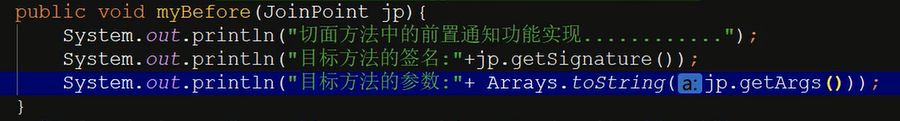 public void myBefore(JoinPoint jp){
System.out.println("切面方法中的前置通知功能实现............");
System.out.println("目标方法的签名:"+jp.getSignature());
System.out.println("目标方法的参数:"+ Arrays.toString(a:jp.getArgs()));
}